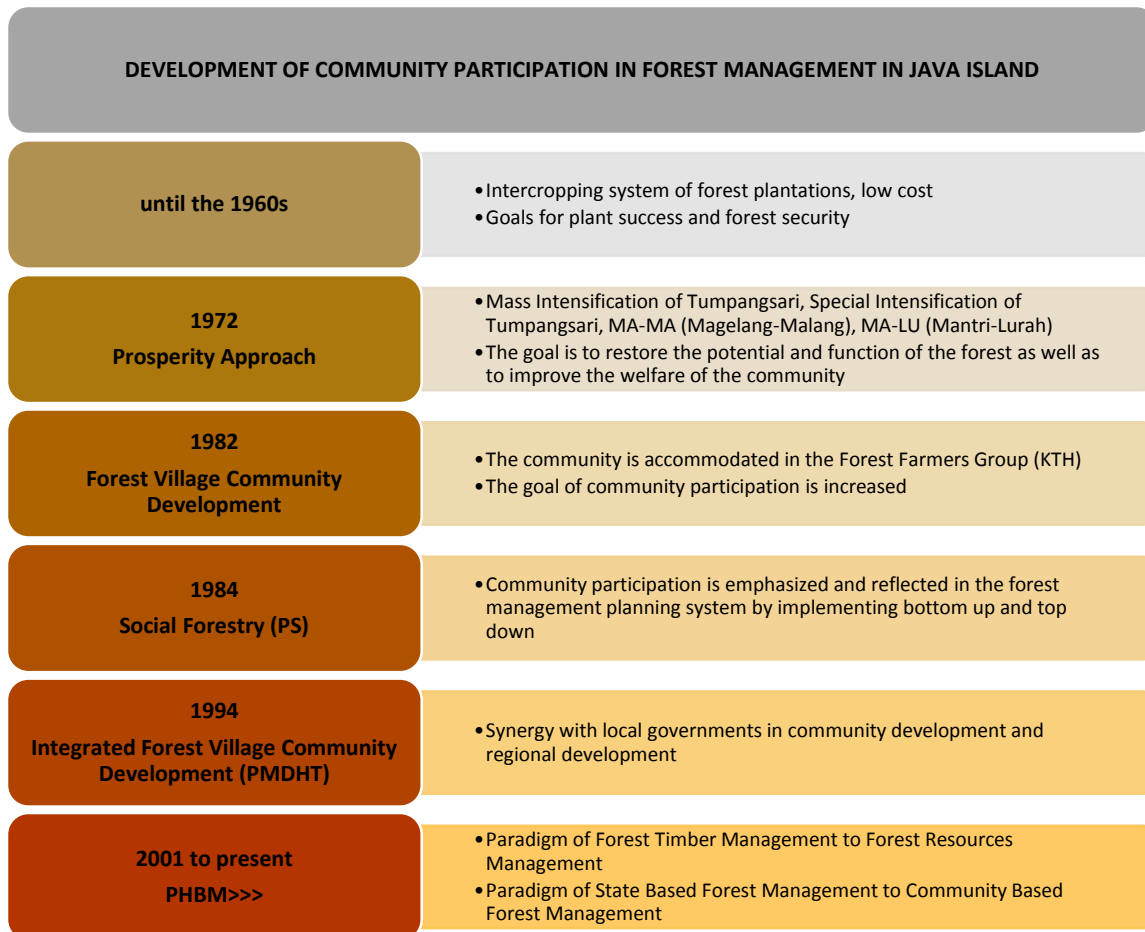 DEVELOPMENT OF COMMUNITY PARTICIPATION IN FOREST MANAGEMENT IN JAVA ISLAND
until the 1960s
•Intercropping system of forest plantations, low cost
•Goals for plant success and forest security
1972
Prosperity Approach
•Mass Intensification of Tumpangsari, Special Intensification of
Tumpangsari, MA-MA (Magelang-Malang), MA-LU (Mantri-Lurah)
•The goal is to restore the potential and function of the forest as well as
to improve the welfare of the community
1982
Forest Village Community
Development
•The community is accommodated in the Forest Farmers Group (KTH)
•The goal of community participation is increased
1984
Social Forestry (PS)
•Community participation is emphasized and reflected in the forest
management planning system by implementing bottom up and top
down
1994
Integrated Forest Village Community
Development (PMDHT)
•Synergy with local governments in community development and
regional development
2001 to present
PHBM>>>
•Paradigm of Forest Timber Management to Forest Resources
Management
•Paradigm of State Based Forest Management to Community Based
Forest Management